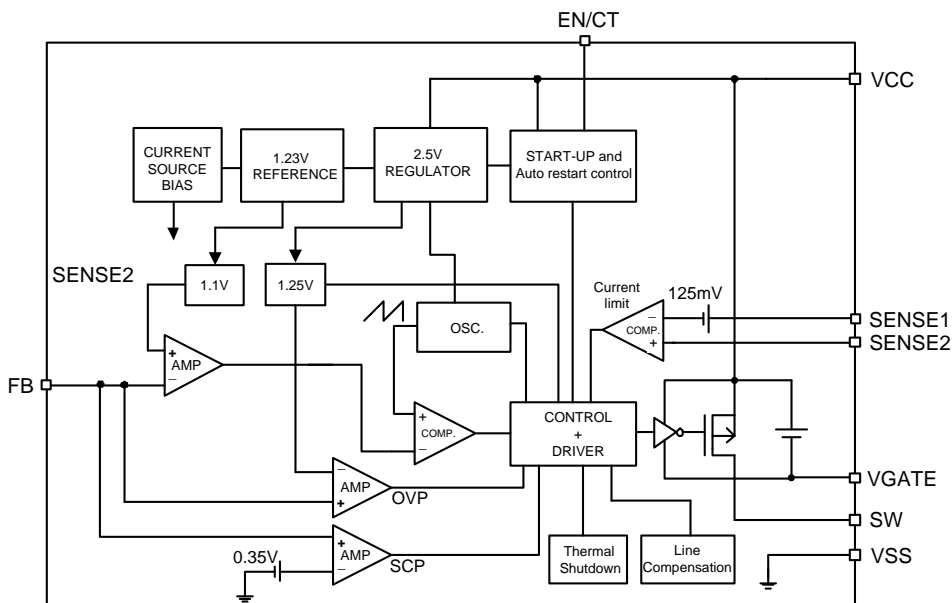 EN/CT
VCC
CURRENT
SOURCE
BIAS
1.23V
REFERENCE
2.5V
REGULATOR
START-UP and
Auto restart control
SENSE2
1.1V
1.25V
OSC.
Current
limit
125mV
−
COMP.
+
SENSE1
SENSE2
FB
+
AMP
−
+
COMP.
−
CONTROL
+
DRIVER
−
AMP
+
OVP
VGATE
SW
0.35V
+
AMP
−
SCP
Thermal
Shutdown
Line
Compensation
VSS